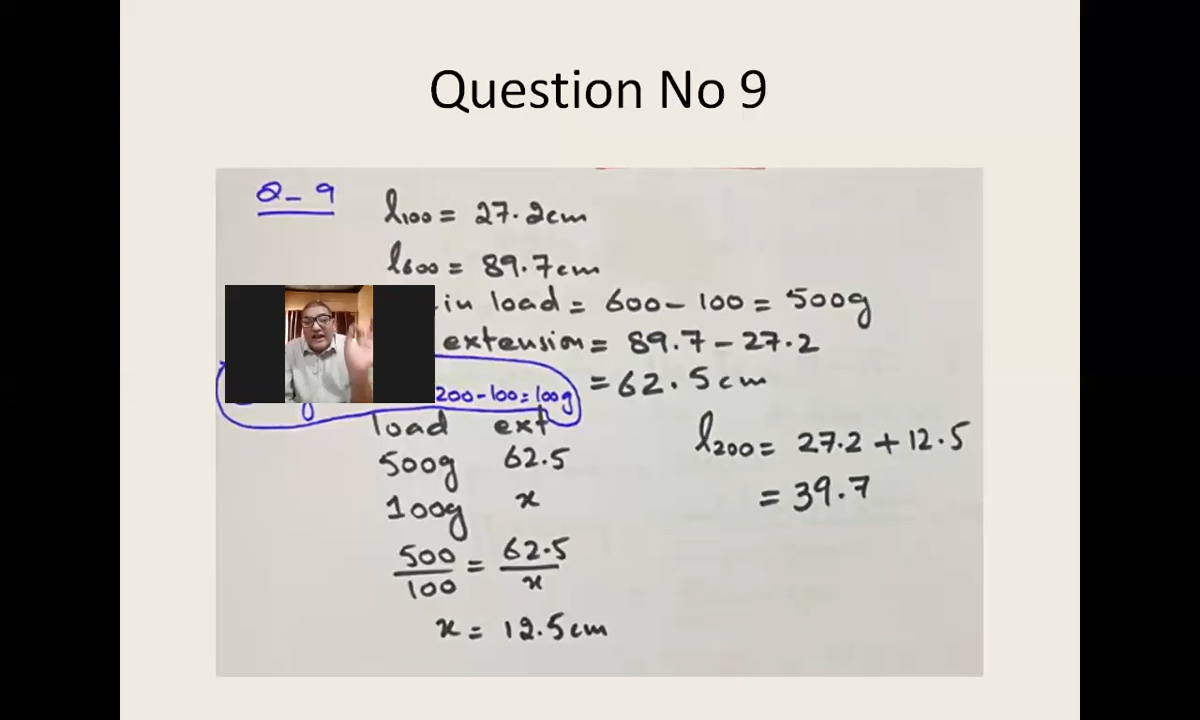 Question No 9
Q-9
l100 = 27.2cm
l600 = 89.7cm
in load = 600-100 = 500g
extension = 89.7-27.2
= 62.5cm
200-100=100g
load ext
500g 62.5
100g x
500/100 = 62.5/x
x = 12.5cm
l200 = 27.2 + 12.5
= 39.7